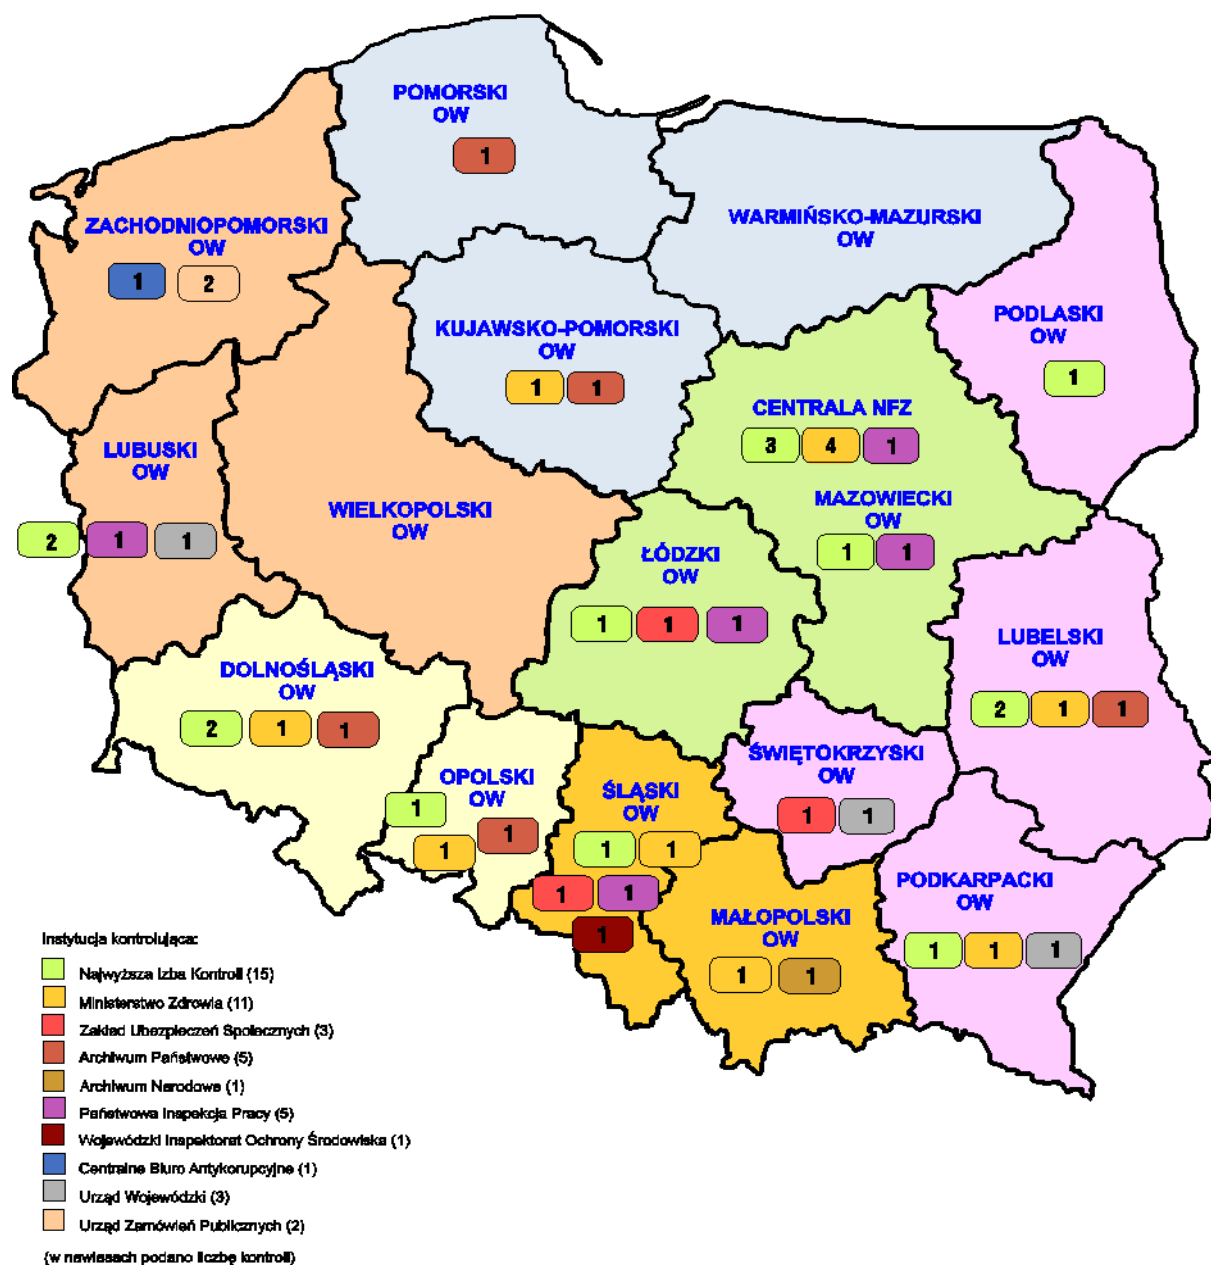 POMORSKI
OW
1
ZACHODNIOPOMORSKI
OW
1 2
WARMIŃSKO-MAZURSKI
OW
KUJAWSKO-POMORSKI
OW
1 1
PODLASKI
OW
1
CENTRALA NFZ
3 4 1
LUBUSKI
OW
2 1 1
WIELKOPOLSKI
OW
MAZOWIECKI
OW
1 1
ŁÓDZKI
OW
1 1 1
LUBELSKI
OW
2 1 1
DOLNOŚLĄSKI
OW
2 1 1
OPOLSKI
OW
1
1
1
ŚLĄSKI
OW
1 1
1 1
1
ŚWIĘTOKRZYSKI
OW
1 1
MAŁOPOLSKI
OW
1 1
PODKARPACKI
OW
1 1 1
Instytucja kontrolująca:
Najwyższa Izba Kontroli (15)
Ministerstwo Zdrowia (11)
Zakład Ubezpieczeń Społecznych (3)
Archiwum Państwowe (5)
Archiwum Narodowe (1)
Państwowa Inspekcja Pracy (5)
Wojewódzki Inspektorat Ochrony Środowiska (1)
Centralne Biuro Antykorupcyjne (1)
Urząd Wojewódzki (3)
Urząd Zamówień Publicznych (2)
(w nawiasach podano liczbę kontroli)